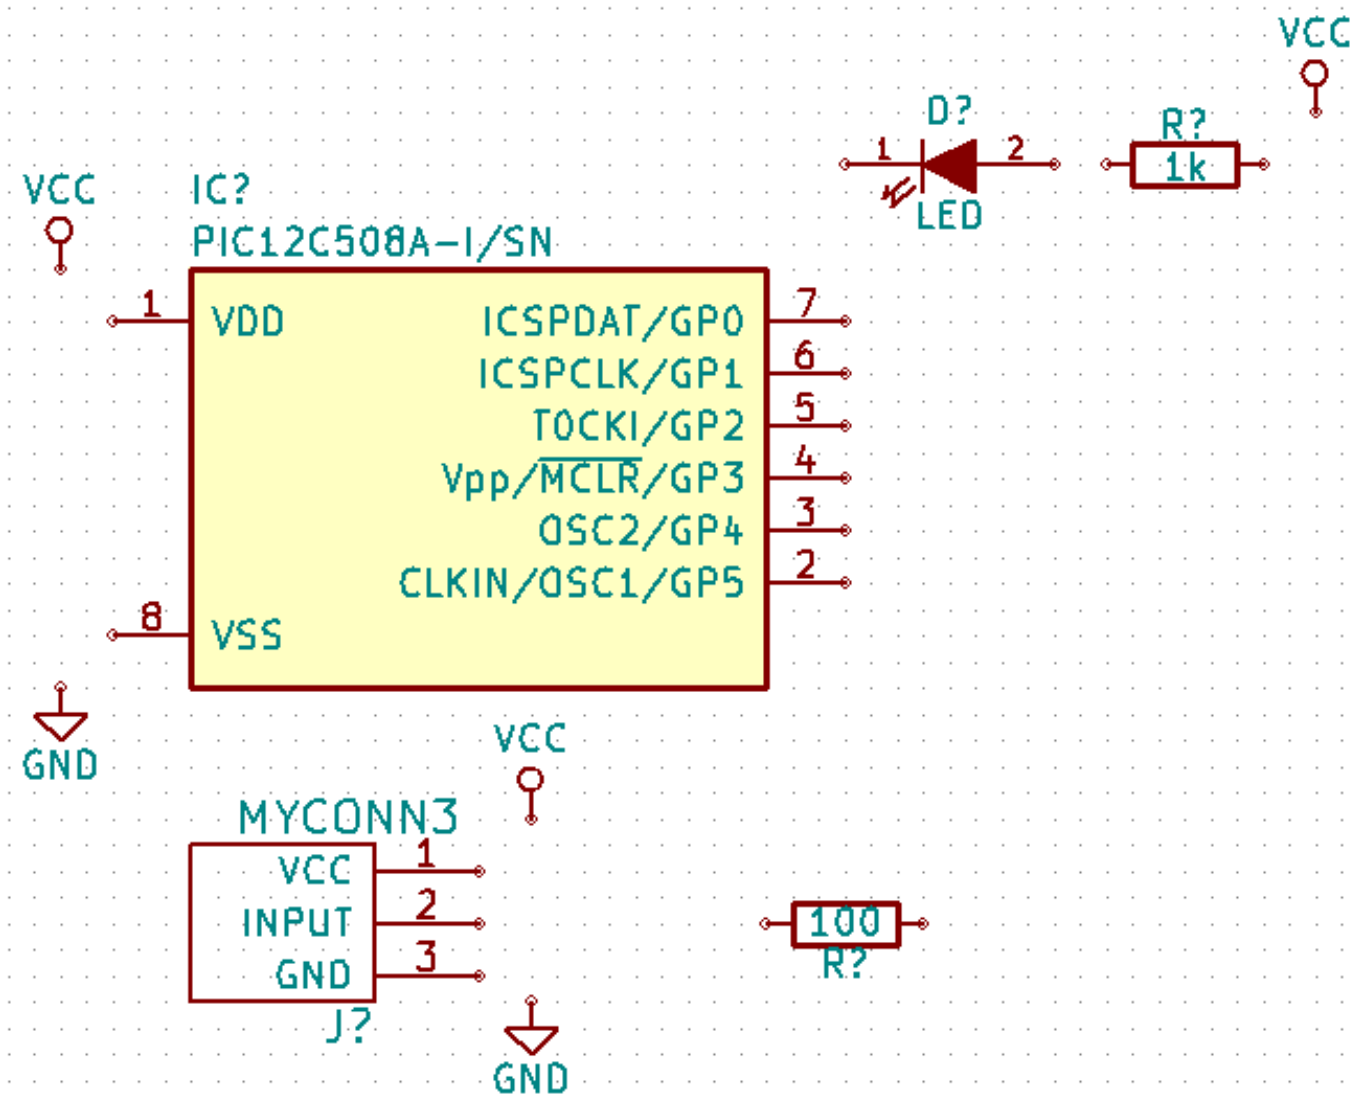 VCC
D?
1 2
LED
R?
1k
VCC
IC?
PIC12C508A-I/SN
1 VDD ICSPDAT/GP0 7
ICSPCLK/GP1 6
T0CKI/GP2 5
Vpp/MCLR/GP3 4
OSC2/GP4 3
CLKIN/OSC1/GP5 2
8 VSS
GND
VCC
MYCONN3
VCC 1
INPUT 2
GND 3
J?
GND
100
R?